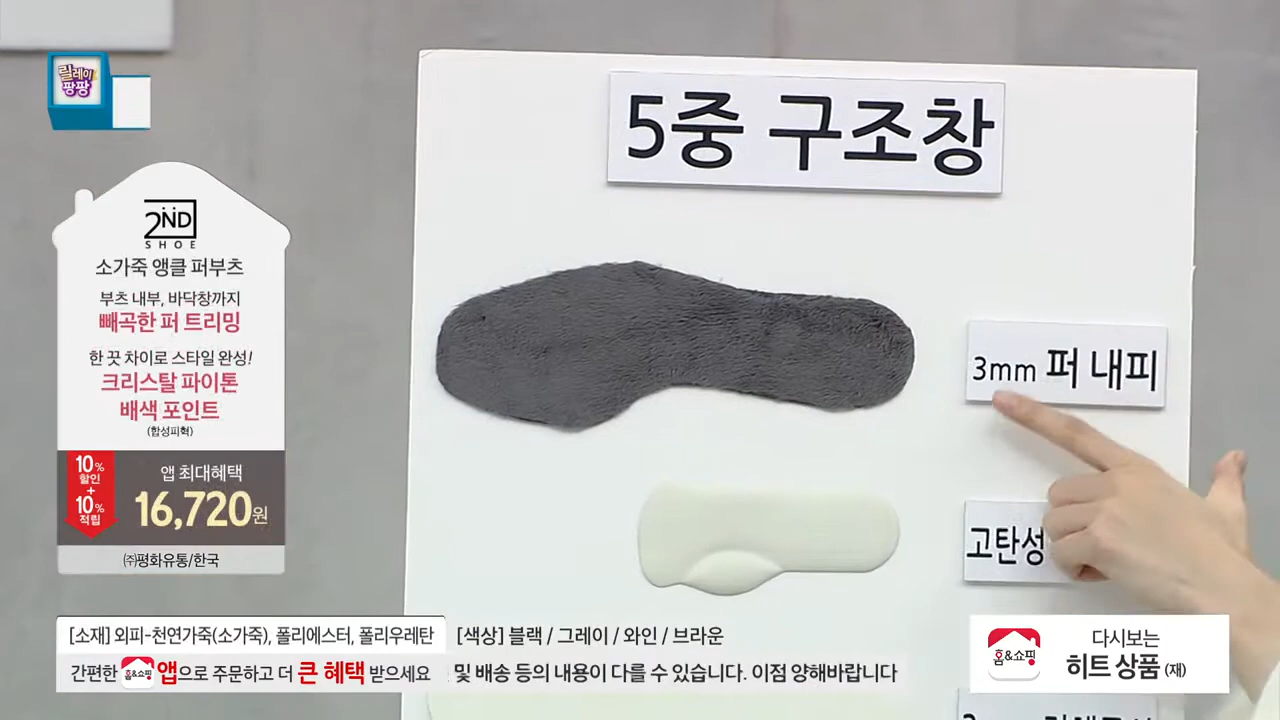 릴레이
팡팡
5중 구조창
2ND
SHOE
소가죽 앵클 퍼부츠
부츠 내부, 바닥창까지
빼곡한 퍼 트리밍
한 끗 차이로 스타일 완성!
크리스탈 파이톤
배색 포인트
(합성피혁)
10%
할인
+
10%
적립
앱 최대혜택
16,720원
㈜평화유통/한국
3mm 퍼 내피
고탄성
[소재] 외피-천연가죽(소가죽), 폴리에스터, 폴리우레탄
[색상] 블랙 / 그레이 / 와인 / 브라운
간편한 홈&쇼핑 앱으로 주문하고 더 큰 혜택 받으세요
및 배송 등의 내용이 다를 수 있습니다. 이점 양해바랍니다
홈&쇼핑
다시보는
히트 상품 (재)